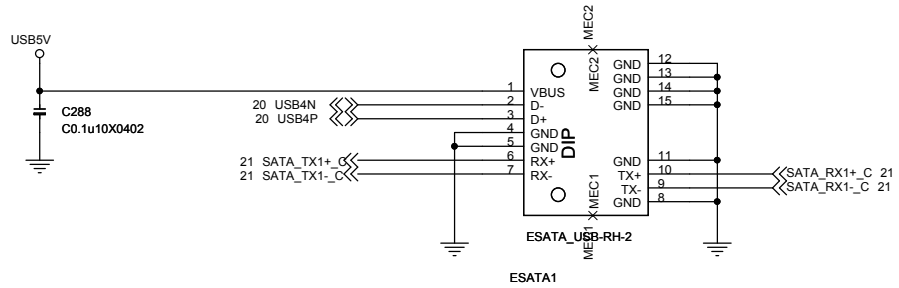 USB5V
C288
C0.1u10X0402
20 USB4N
20 USB4P
21 SATA_TX1+_C
21 SATA_TX1-_C
1 VBUS
2 D-
3 D+
4 GND
5 GND
6 RX+
7 RX-
MEC2
MEC2
DIP
MEC1
MEC1
GND 12
GND 13
GND 14
GND 15
GND 11
TX+ 10
TX- 9
GND 8
SATA_RX1+_C 21
SATA_RX1-_C 21
ESATA_USB-RH-2
ESATA1